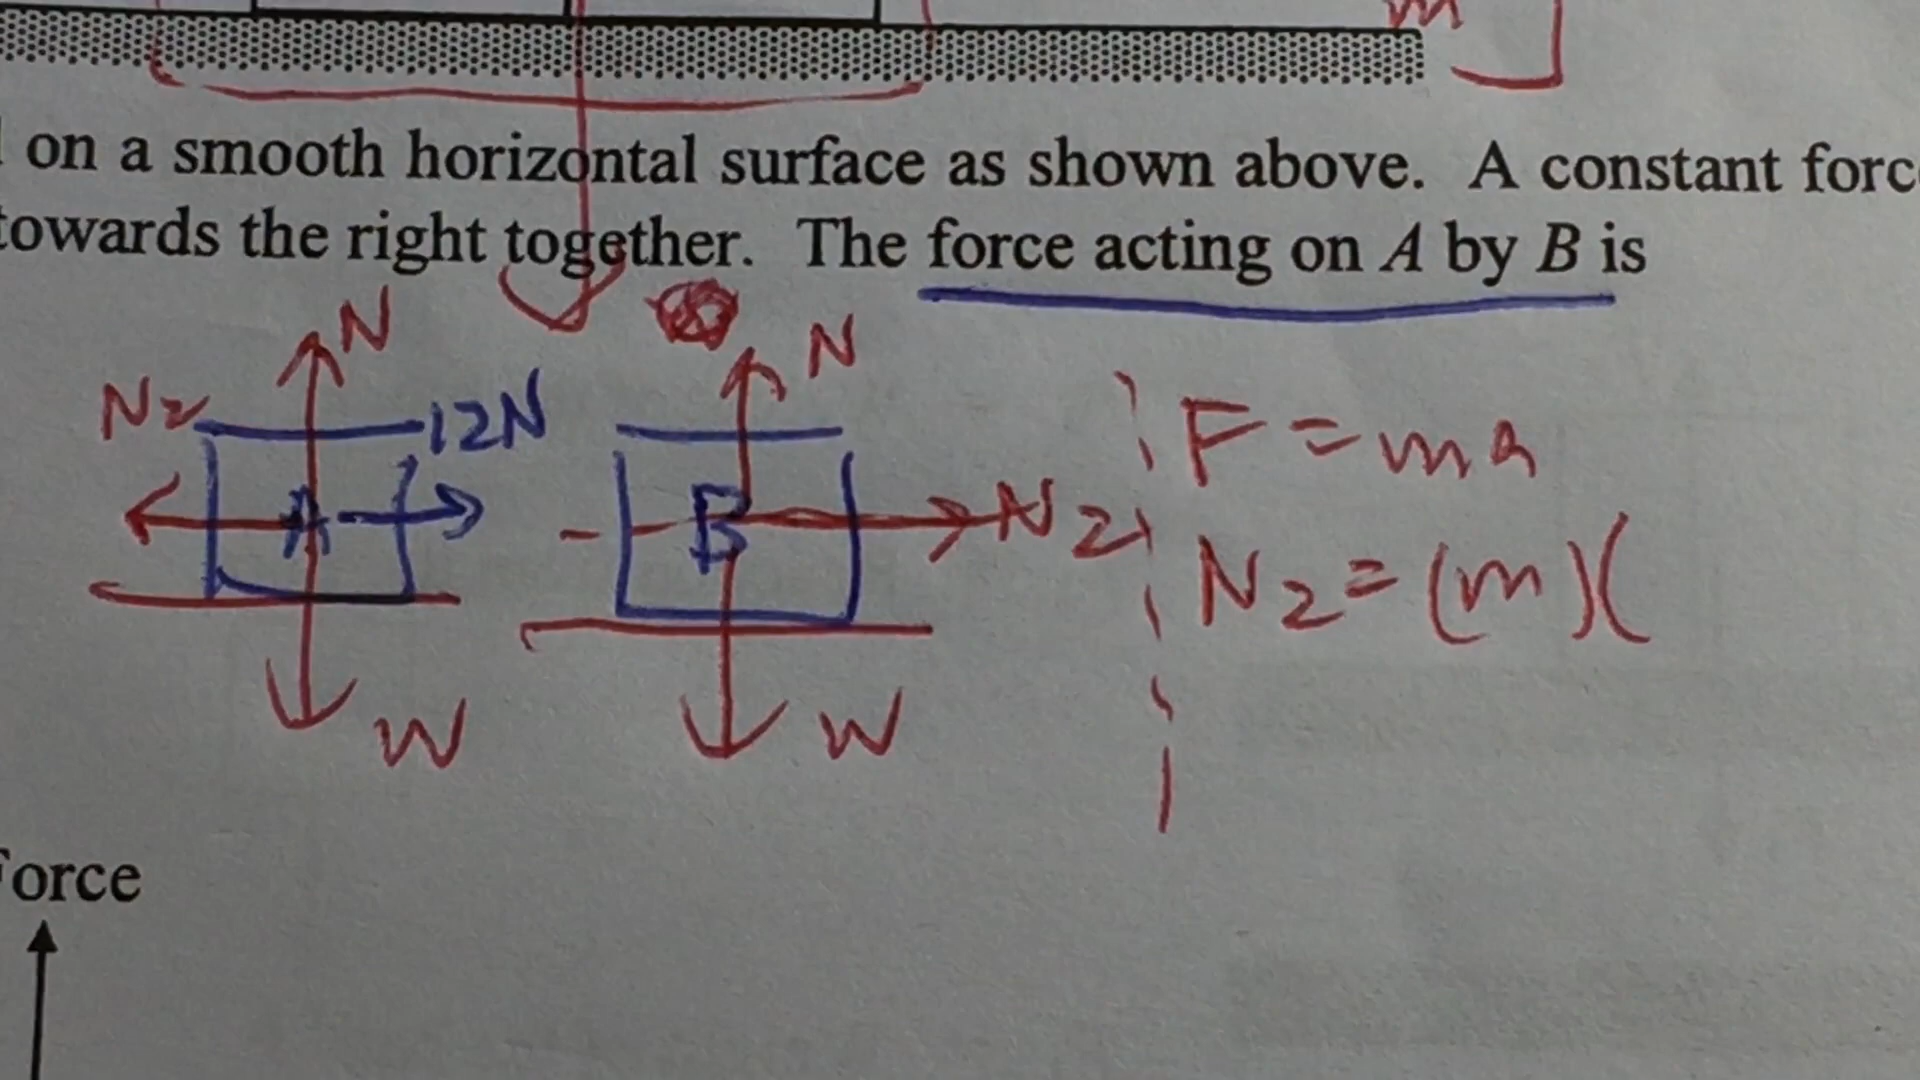 m
on a smooth horizontal surface as shown above. A constant forc
towards the right together. The force acting on A by B is
N
N
N2
12N
F = ma
A
B
N2
N2 = (m)(
W
W
Force